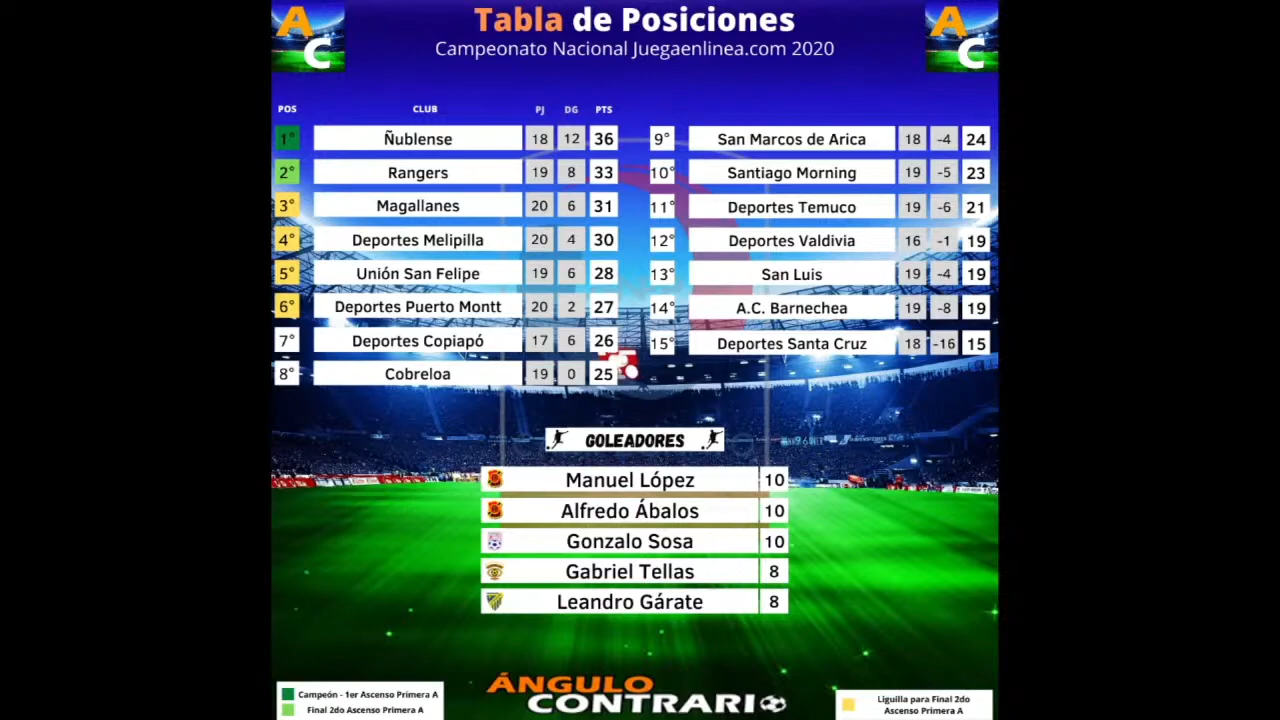 A
C
Tabla de Posiciones
Campeonato Nacional Juegaenlinea.com 2020
A
C
POS CLUB PJ DG PTS
1° Ñublense 18 12 36
2° Rangers 19 8 33
3° Magallanes 20 6 31
4° Deportes Melipilla 20 4 30
5° Unión San Felipe 19 6 28
6° Deportes Puerto Montt 20 2 27
7° Deportes Copiapó 17 6 26
8° Cobreloa 19 0 25
9° San Marcos de Arica 18 -4 24
10° Santiago Morning 19 -5 23
11° Deportes Temuco 19 -6 21
12° Deportes Valdivia 16 -1 19
13° San Luis 19 -4 19
14° A.C. Barnechea 19 -8 19
15° Deportes Santa Cruz 18 -16 15
GOLEADORES
Manuel López 10
Alfredo Ábalos 10
Gonzalo Sosa 10
Gabriel Tellas 8
Leandro Gárate 8
Campeón - 1er Ascenso Primera A
Final 2do Ascenso Primera A
ÁNGULO
CONTRARIO
Liguilla para Final 2do
Ascenso Primera A